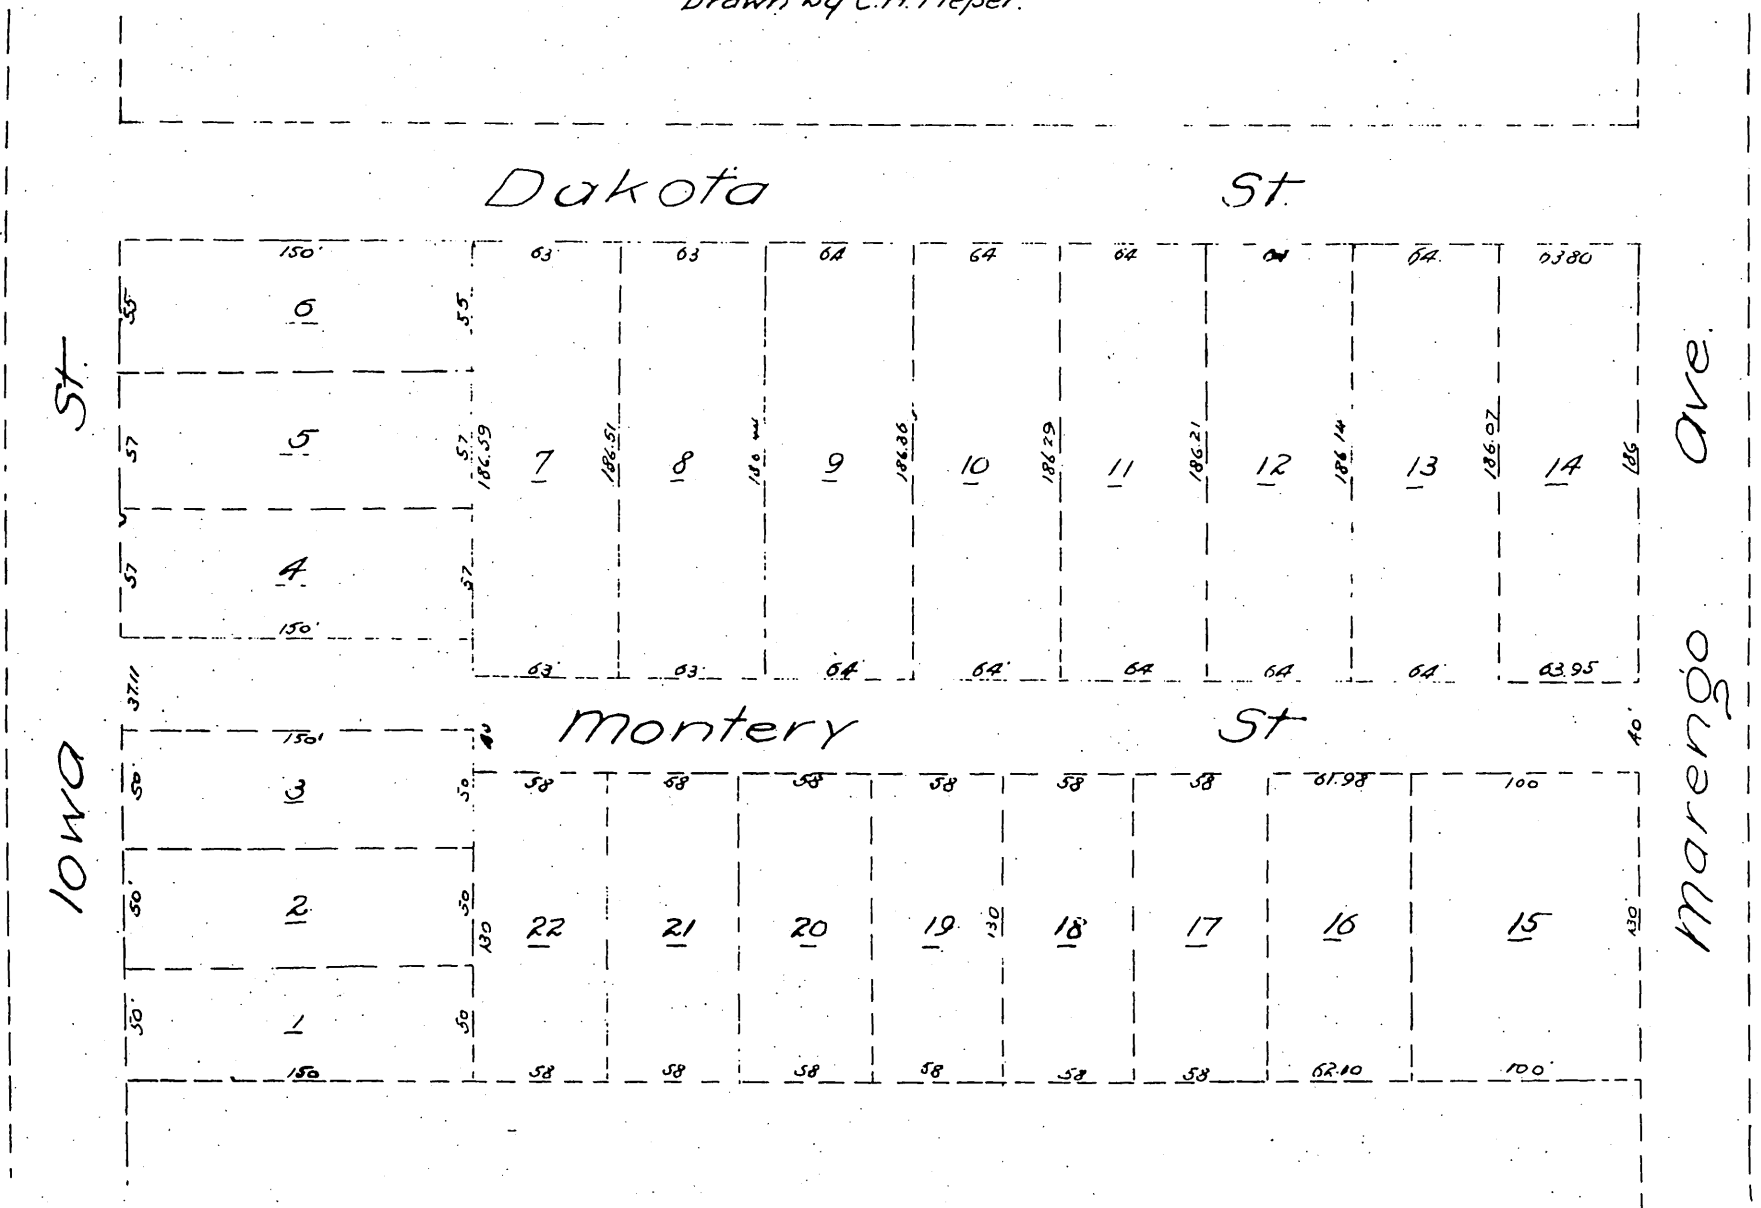 Drawn by C.H.
Dakota St.
150' 63 63 64 64 64 64. 6380
55 6 55
St.
57 5 57 186.59 7 186.51 8 186 9 186.36 10 186.29 11 186.21 12 186.14 13 186.07 14 186
Ave.
57 4 57
150'
63' 63. 64 64' 64 64 64' 63.95
37.11
Montery St
40'
150'
58 58 58 58 58 58 61.98 100
50' 3 50
Iowa
Marengo
50' 2 50
130 22 21 20 19 130 18 17 16 15 130
50' 1 50
150 58 58 58 58 58 58 62.10 100'